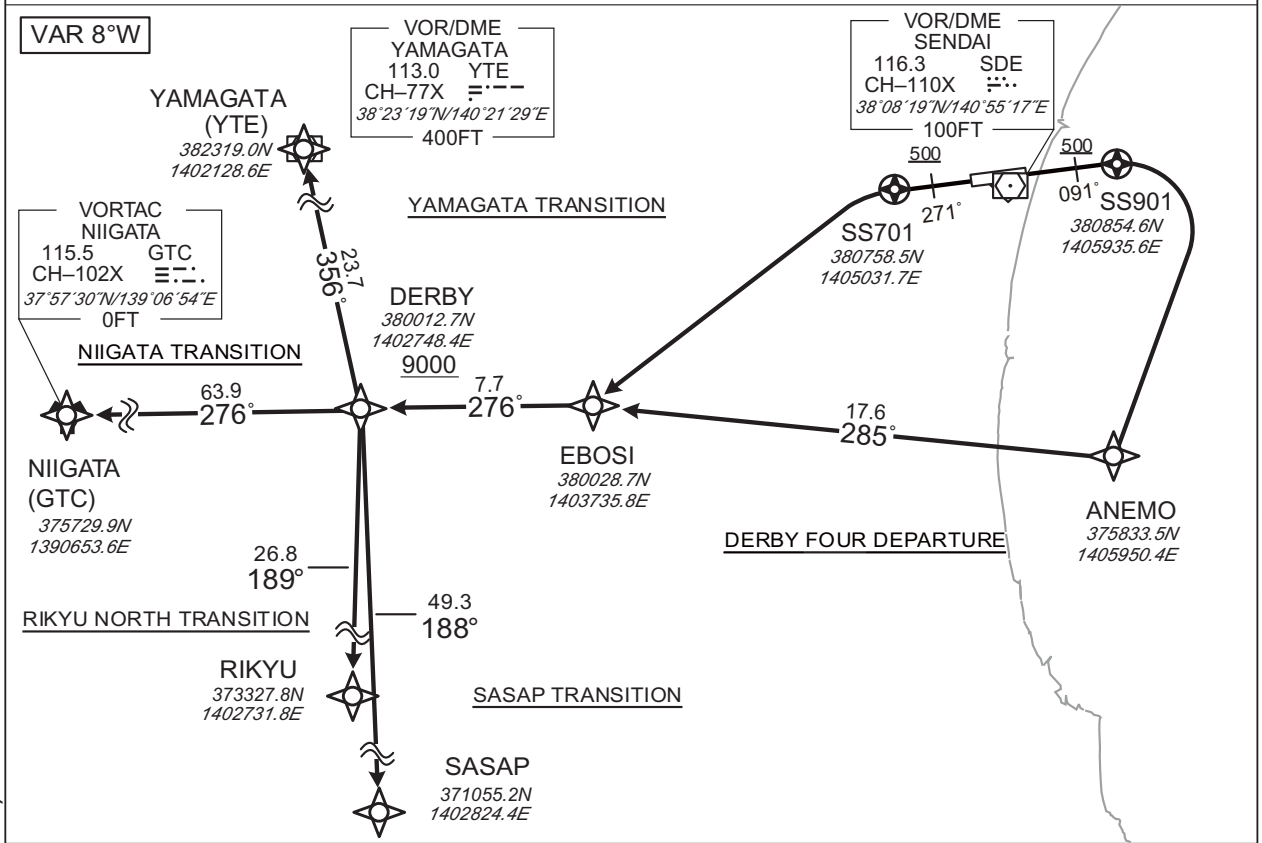 VAR 8°W
VOR/DME
YAMAGATA
113.0 YTE
CH–77X
38°23′19″N/140°21′29″E
400FT
VOR/DME
SENDAI
116.3 SDE
CH–110X
38°08′19″N/140°55′17″E
100FT
YAMAGATA
(YTE)
382319.0N
1402128.6E
500
500
271°
091°
SS901
380854.6N
1405935.6E
SS701
380758.5N
1405031.7E
YAMAGATA TRANSITION
VORTAC
NIIGATA
115.5 GTC
CH–102X
37°57′30″N/139°06′54″E
0FT
23.7
356°
DERBY
380012.7N
1402748.4E
9000
NIIGATA TRANSITION
63.9
276°
7.7
276°
17.6
285°
NIIGATA
(GTC)
375729.9N
1390653.6E
EBOSI
380028.7N
1403735.8E
ANEMO
375833.5N
1405950.4E
DERBY FOUR DEPARTURE
26.8
189°
49.3
188°
RIKYU NORTH TRANSITION
RIKYU
373327.8N
1402731.8E
SASAP TRANSITION
SASAP
371055.2N
1402824.4E